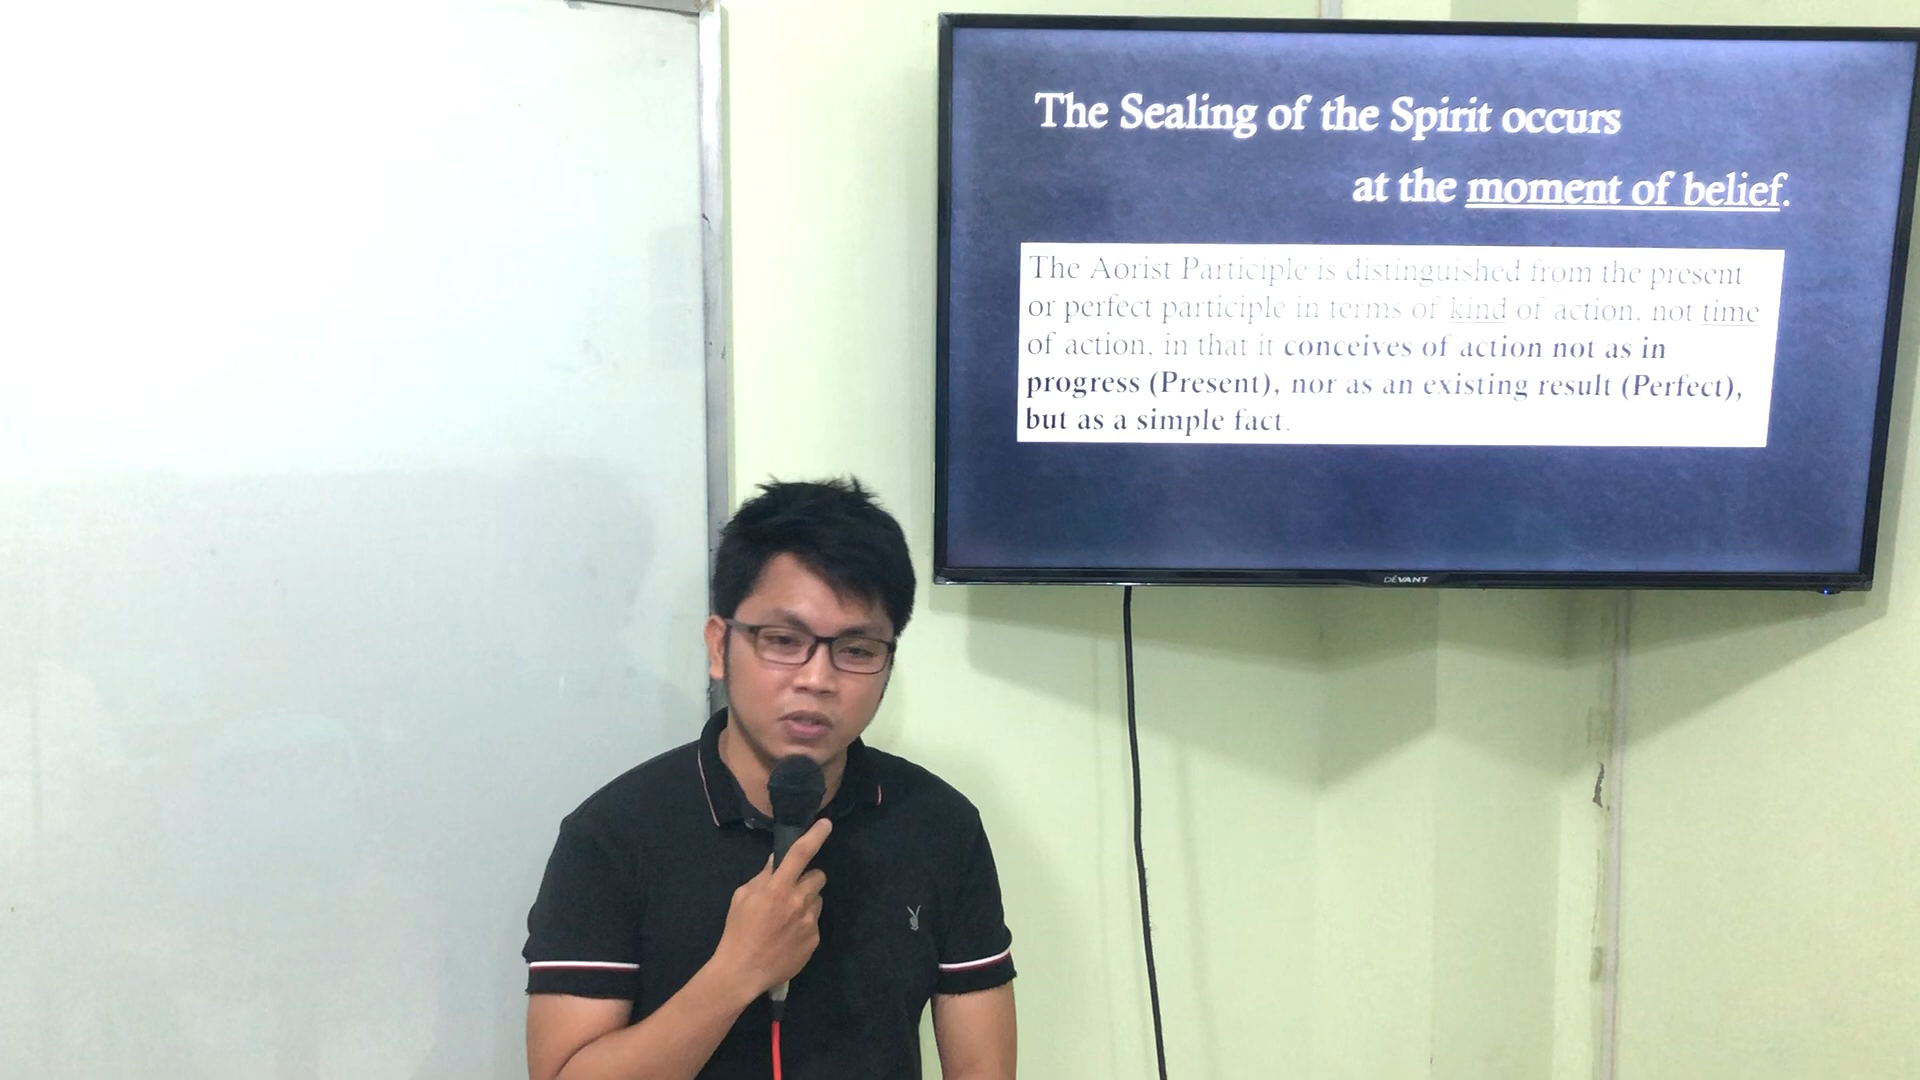 The Sealing of the Spirit occurs
at the moment of belief.
The Aorist Participle is distinguished from the present
or perfect participle in terms of kind of action, not time
of action, in that it conceives of action not as in
progress (Present), nor as an existing result (Perfect),
but as a simple fact.
DEVANT